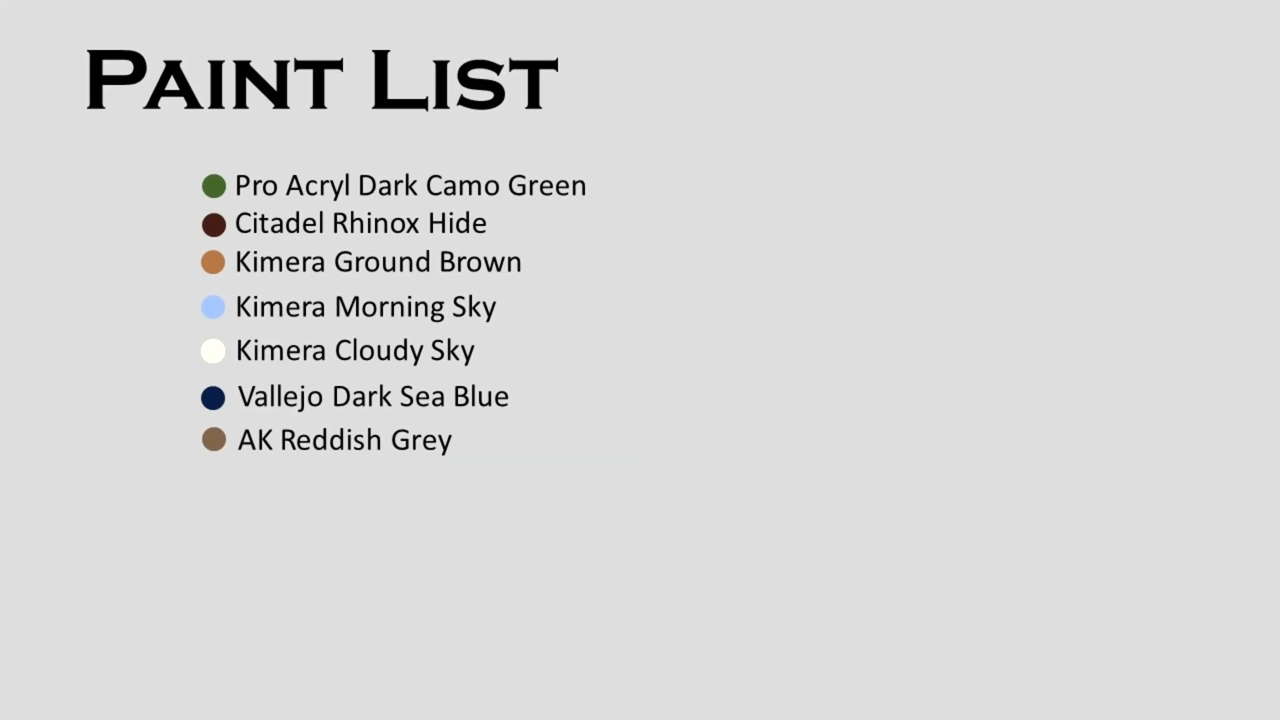 Paint List
Pro Acryl Dark Camo Green
Citadel Rhinox Hide
Kimera Ground Brown
Kimera Morning Sky
Kimera Cloudy Sky
Vallejo Dark Sea Blue
AK Reddish Grey